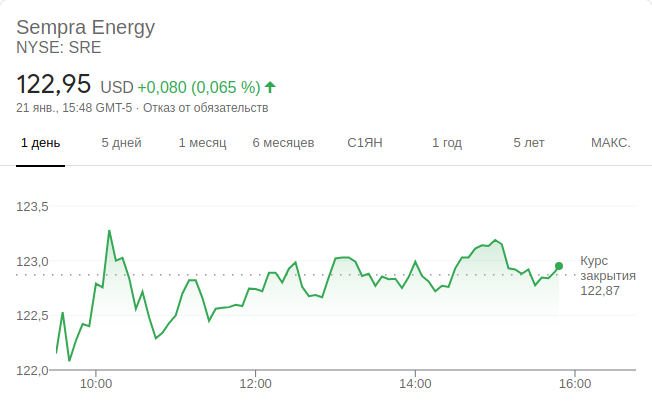 Sempra Energy
NYSE: SRE
122,95 USD +0,080 (0,065 %)
21 янв., 15:48 GMT-5 · Отказ от обязательств
1 день 5 дней 1 месяц 6 месяцев С1ЯН 1 год 5 лет МАКС.
123,5
123,0
122,5
122,0
Курс
закрытия
122,87
10:00 12:00 14:00 16:00